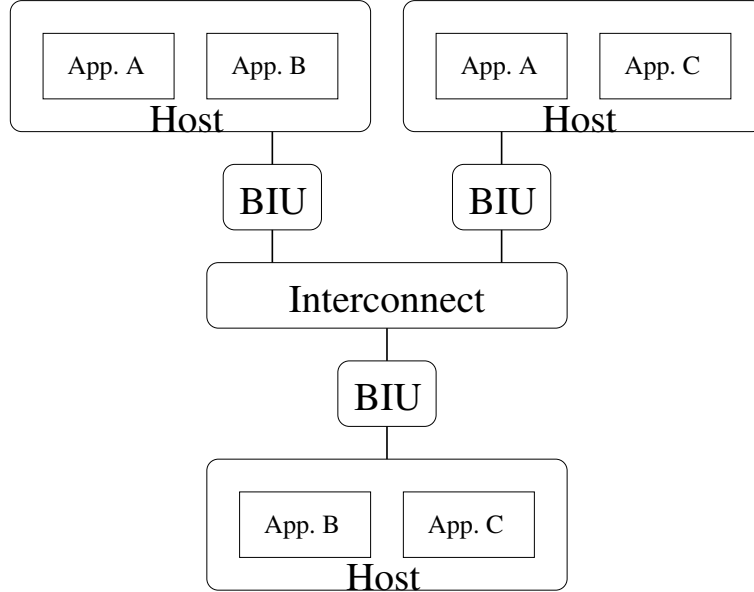 App. A App. B App. A App. C
Host Host
BIU BIU
Interconnect
BIU
App. B App. C
Host